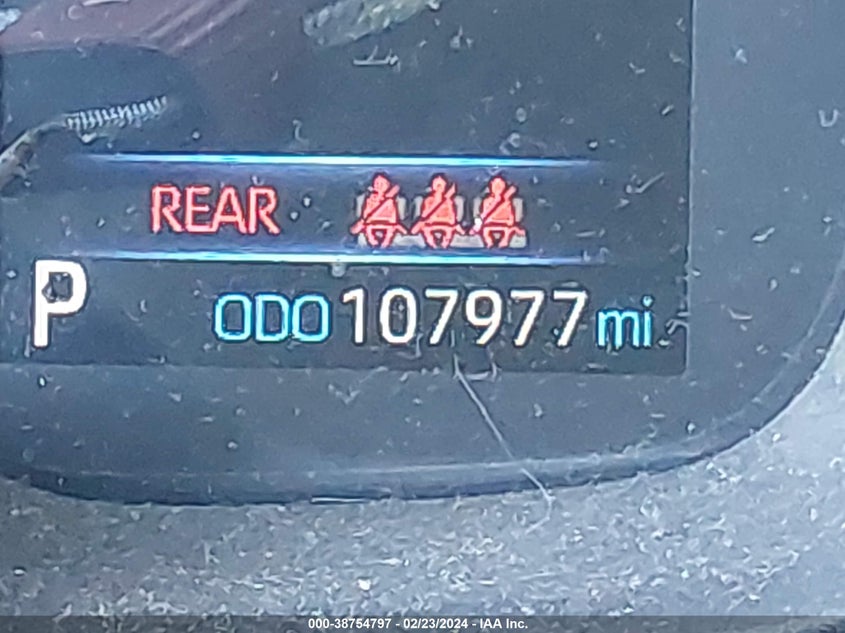 REAR
P ODO 107977 mi
000-38754797 - 02/23/2024 - IAA Inc.